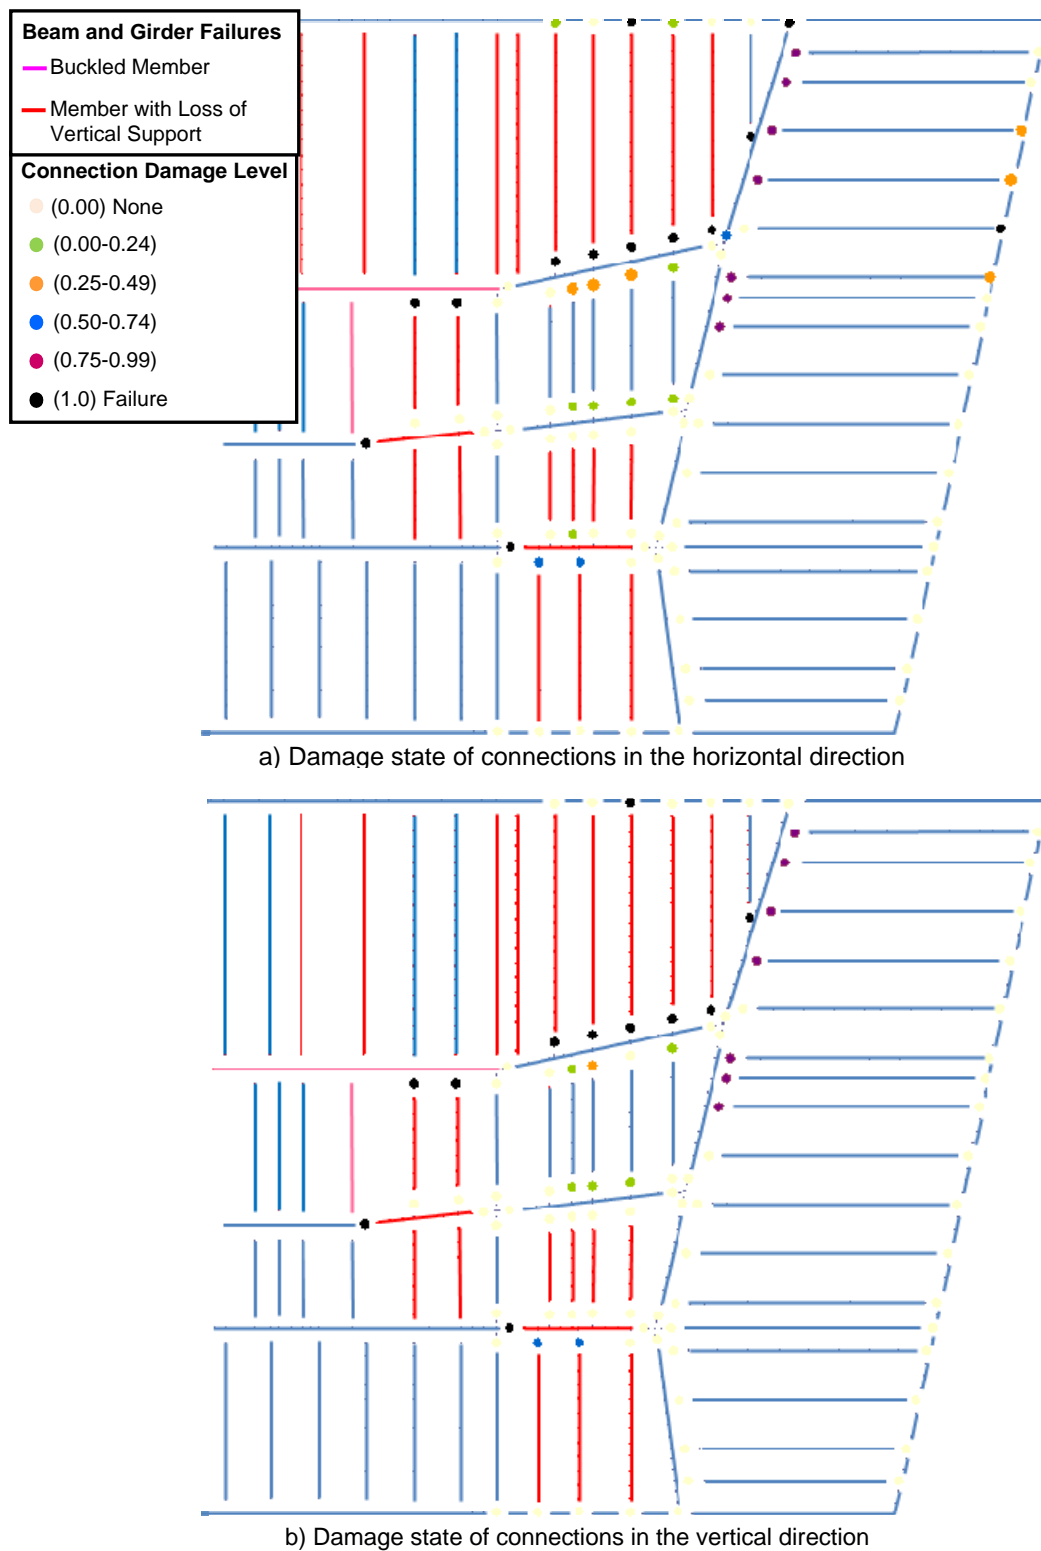 Beam and Girder Failures
Buckled Member
Member with Loss of
Vertical Support
Connection Damage Level
(0.00) None
(0.00-0.24)
(0.25-0.49)
(0.50-0.74)
(0.75-0.99)
(1.0) Failure
a) Damage state of connections in the horizontal direction
b) Damage state of connections in the vertical direction